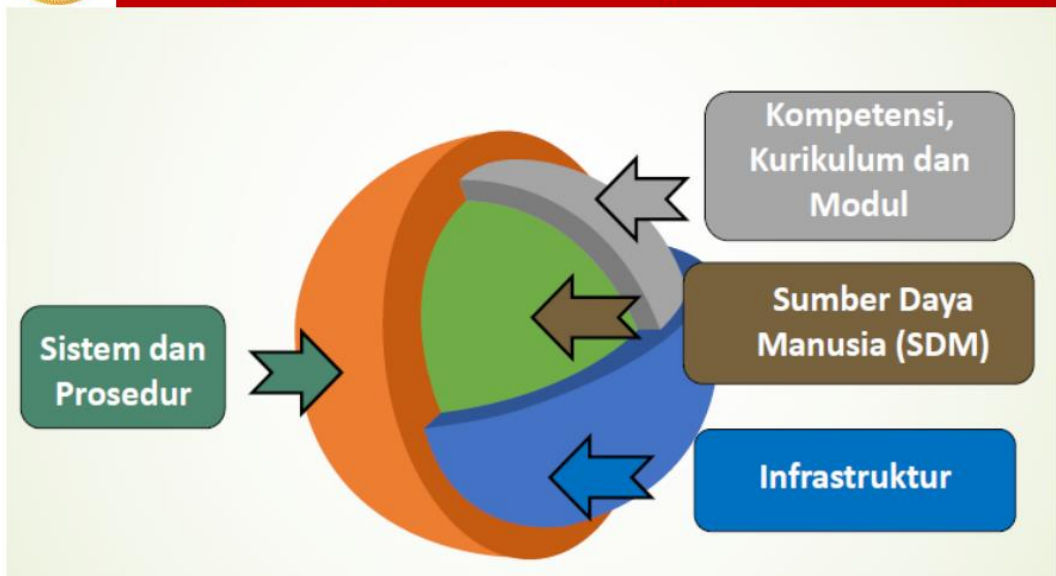 Kompetensi,
Kurikulum dan
Modul
Sumber Daya
Manusia (SDM)
Sistem dan
Prosedur
Infrastruktur